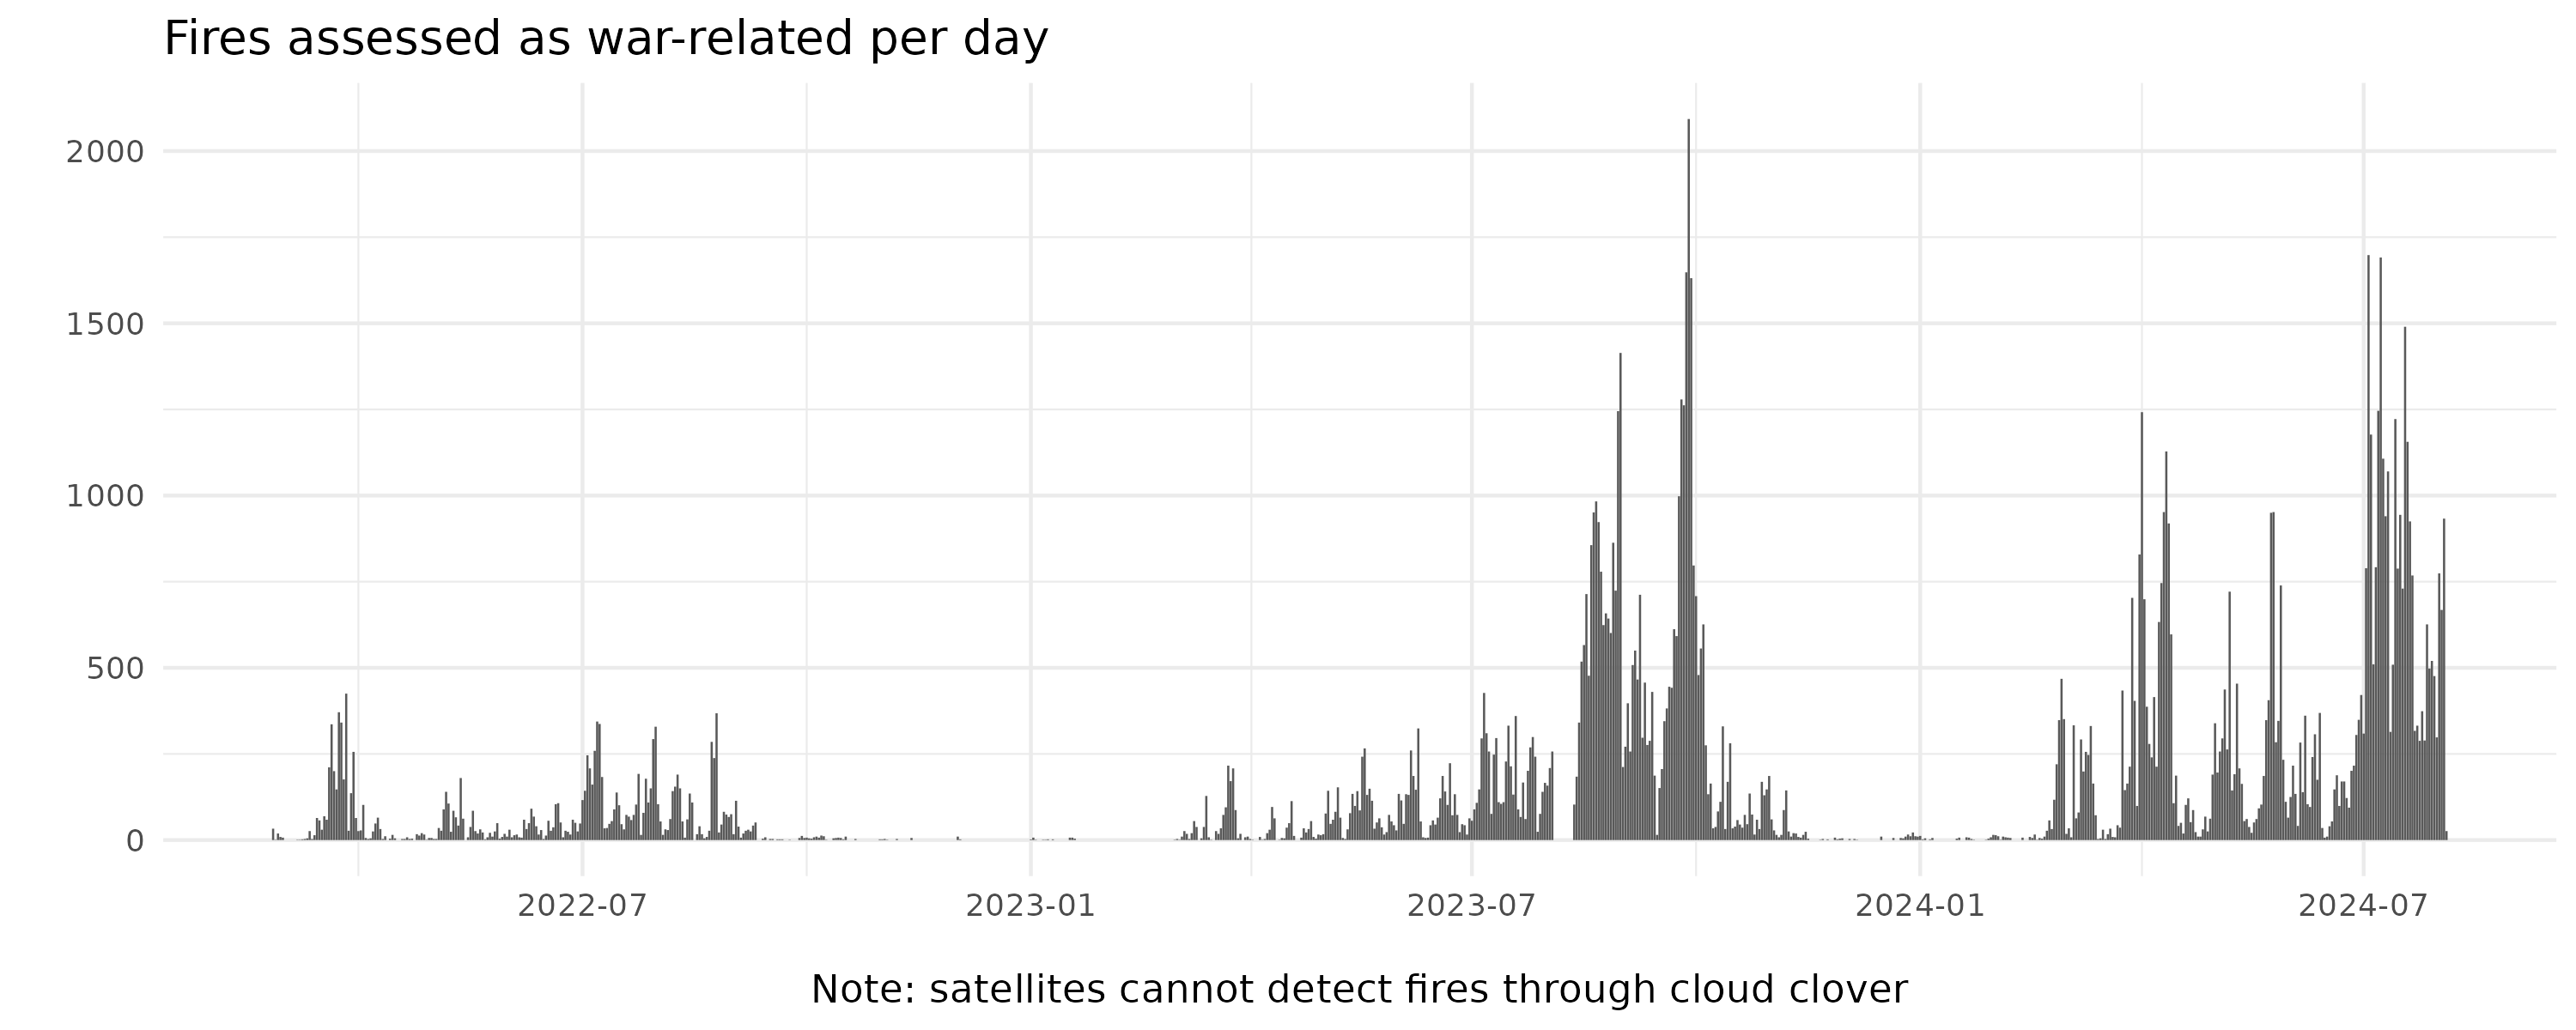 Fires assessed as war-related per day
2000
1500
1000
500
0
2022-07 2023-01 2023-07 2024-01 2024-07
Note: satellites cannot detect fires through cloud clover